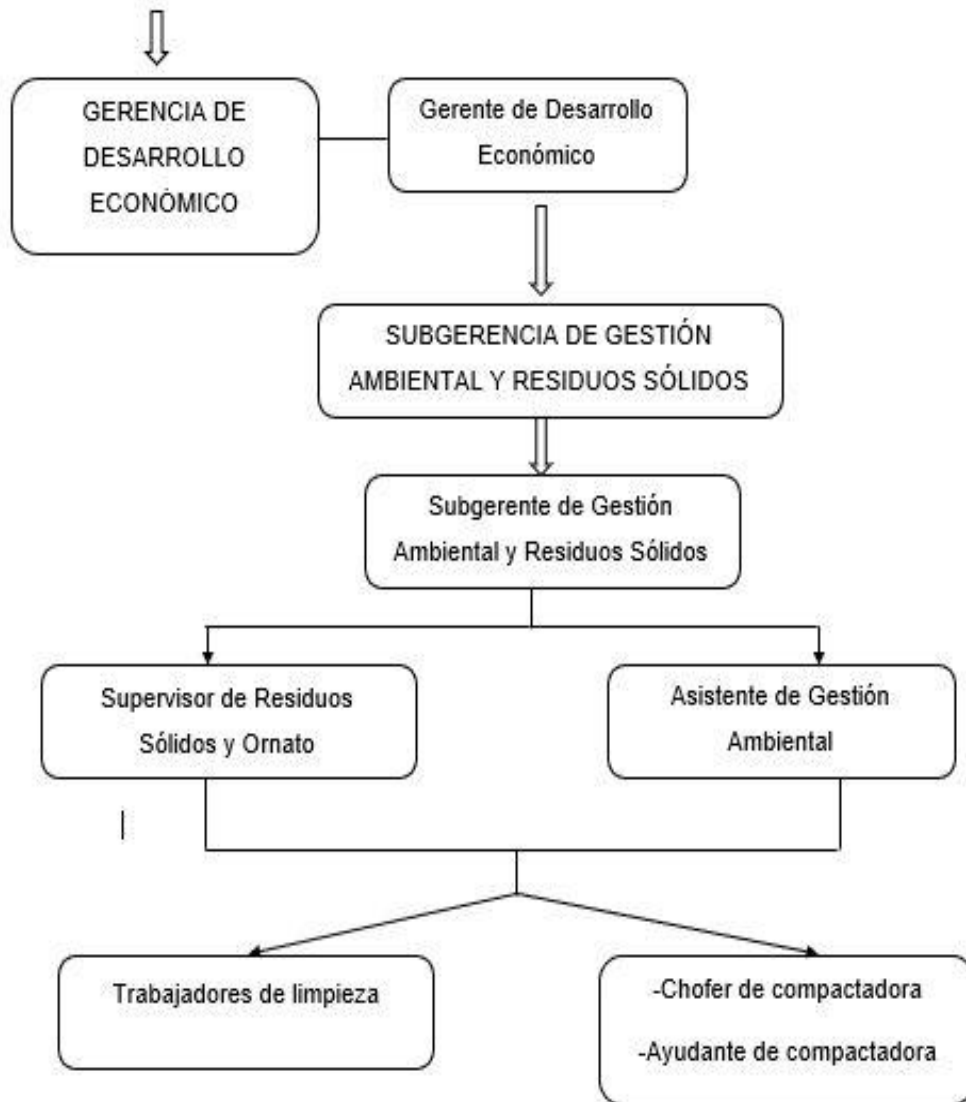 GERENCIA DE
DESARROLLO
ECONÓMICO
Gerente de Desarrollo
Económico
SUBGERENCIA DE GESTIÓN
AMBIENTAL Y RESIDUOS SÓLIDOS
Subgerente de Gestión
Ambiental y Residuos Sólidos
Supervisor de Residuos
Sólidos y Ornato
Asistente de Gestión
Ambiental
Trabajadores de limpieza
-Chofer de compactadora
-Ayudante de compactadora